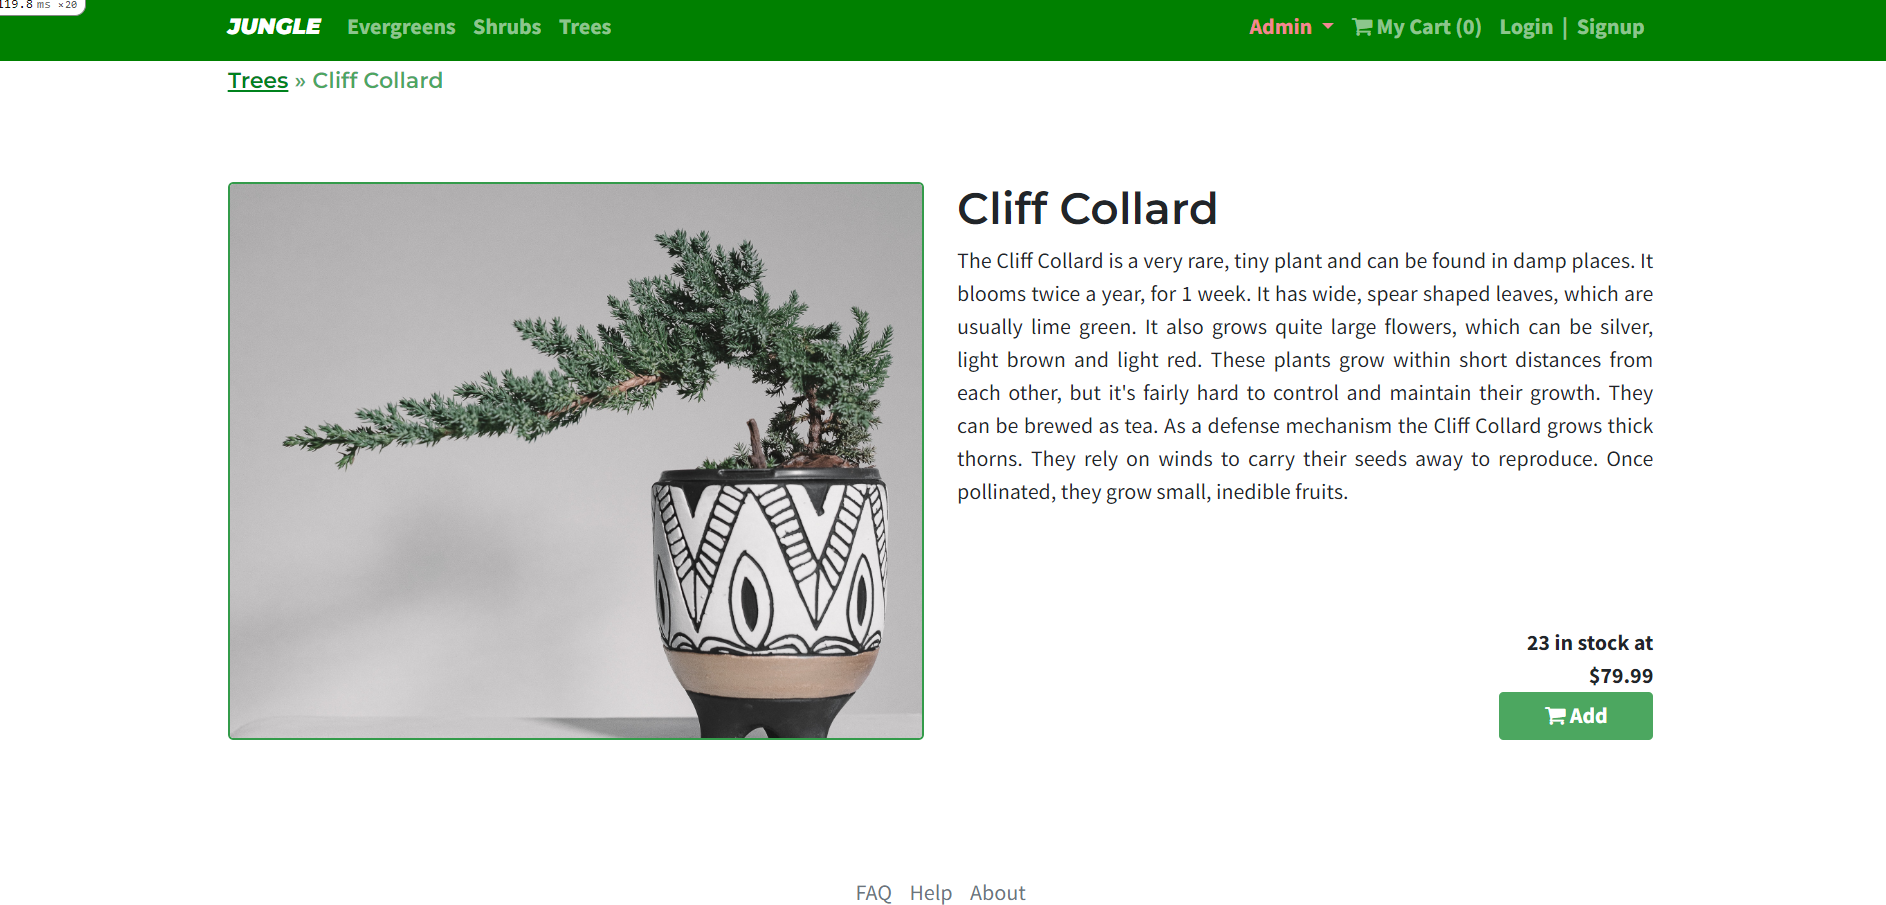 119.8 ms ×20
JUNGLE Evergreens Shrubs Trees Admin My Cart (0) Login | Signup
Trees » Cliff Collard
Cliff Collard
The Cliff Collard is a very rare, tiny plant and can be found in damp places. It
blooms twice a year, for 1 week. It has wide, spear shaped leaves, which are
usually lime green. It also grows quite large flowers, which can be silver,
light brown and light red. These plants grow within short distances from
each other, but it's fairly hard to control and maintain their growth. They
can be brewed as tea. As a defense mechanism the Cliff Collard grows thick
thorns. They rely on winds to carry their seeds away to reproduce. Once
pollinated, they grow small, inedible fruits.
23 in stock at
$79.99
Add
FAQ Help About